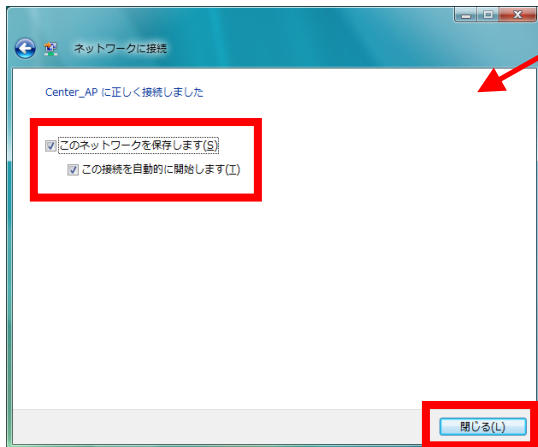 ネットワークに接続
Center_AP に正しく接続しました
このネットワークを保存します(S)
この接続を自動的に開始します(T)
閉じる(L)